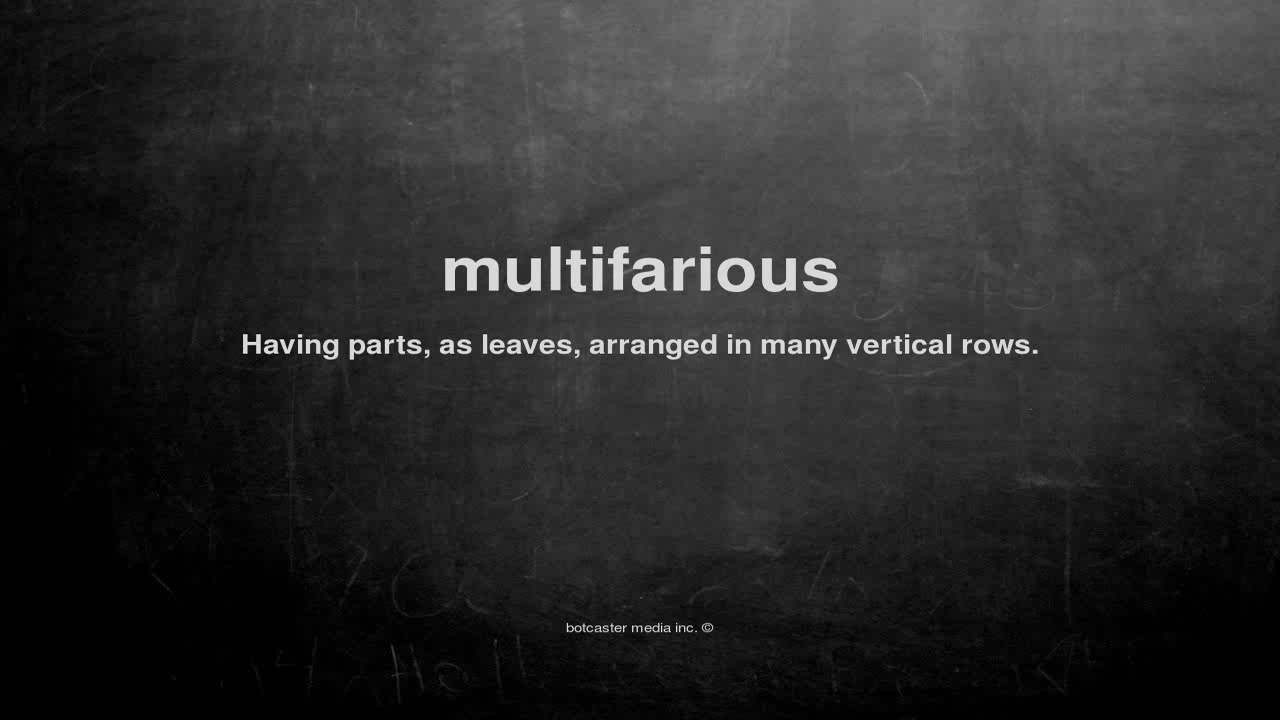 multifarious
Having parts, as leaves, arranged in many vertical rows.
botcaster media inc. ©